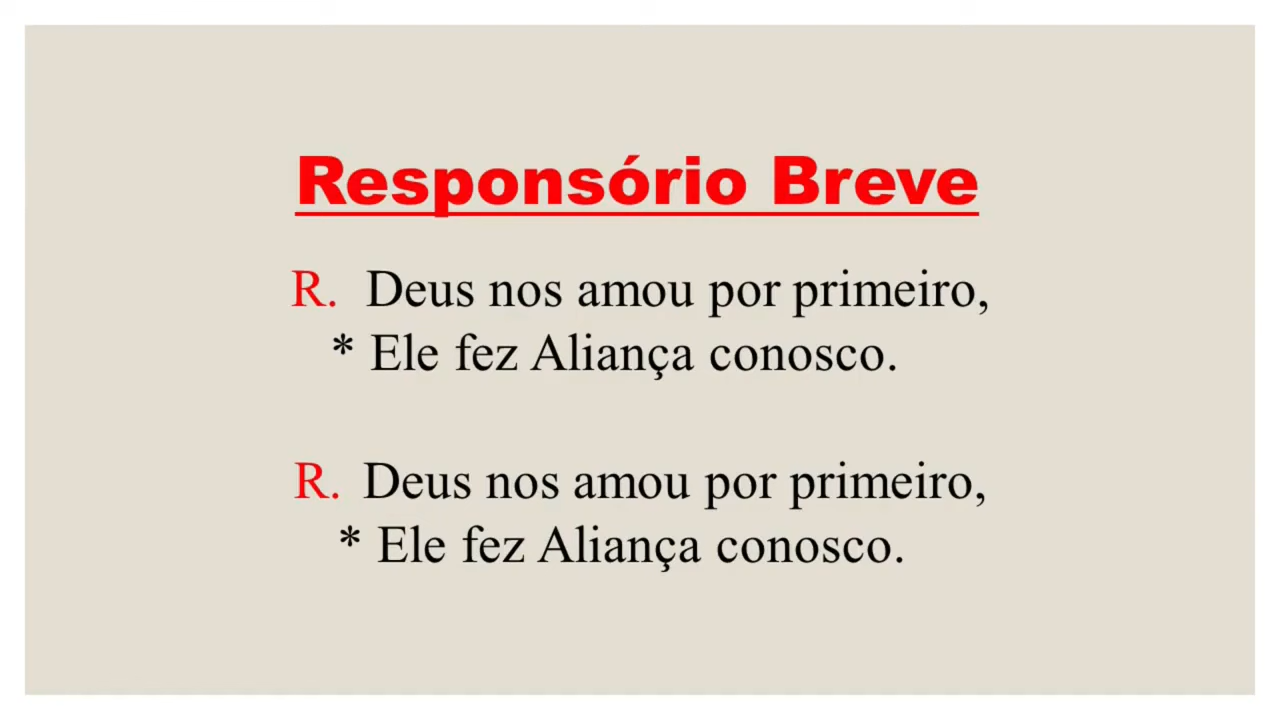 Responsório Breve
R. Deus nos amou por primeiro,
* Ele fez Aliança conosco.
R. Deus nos amou por primeiro,
* Ele fez Aliança conosco.